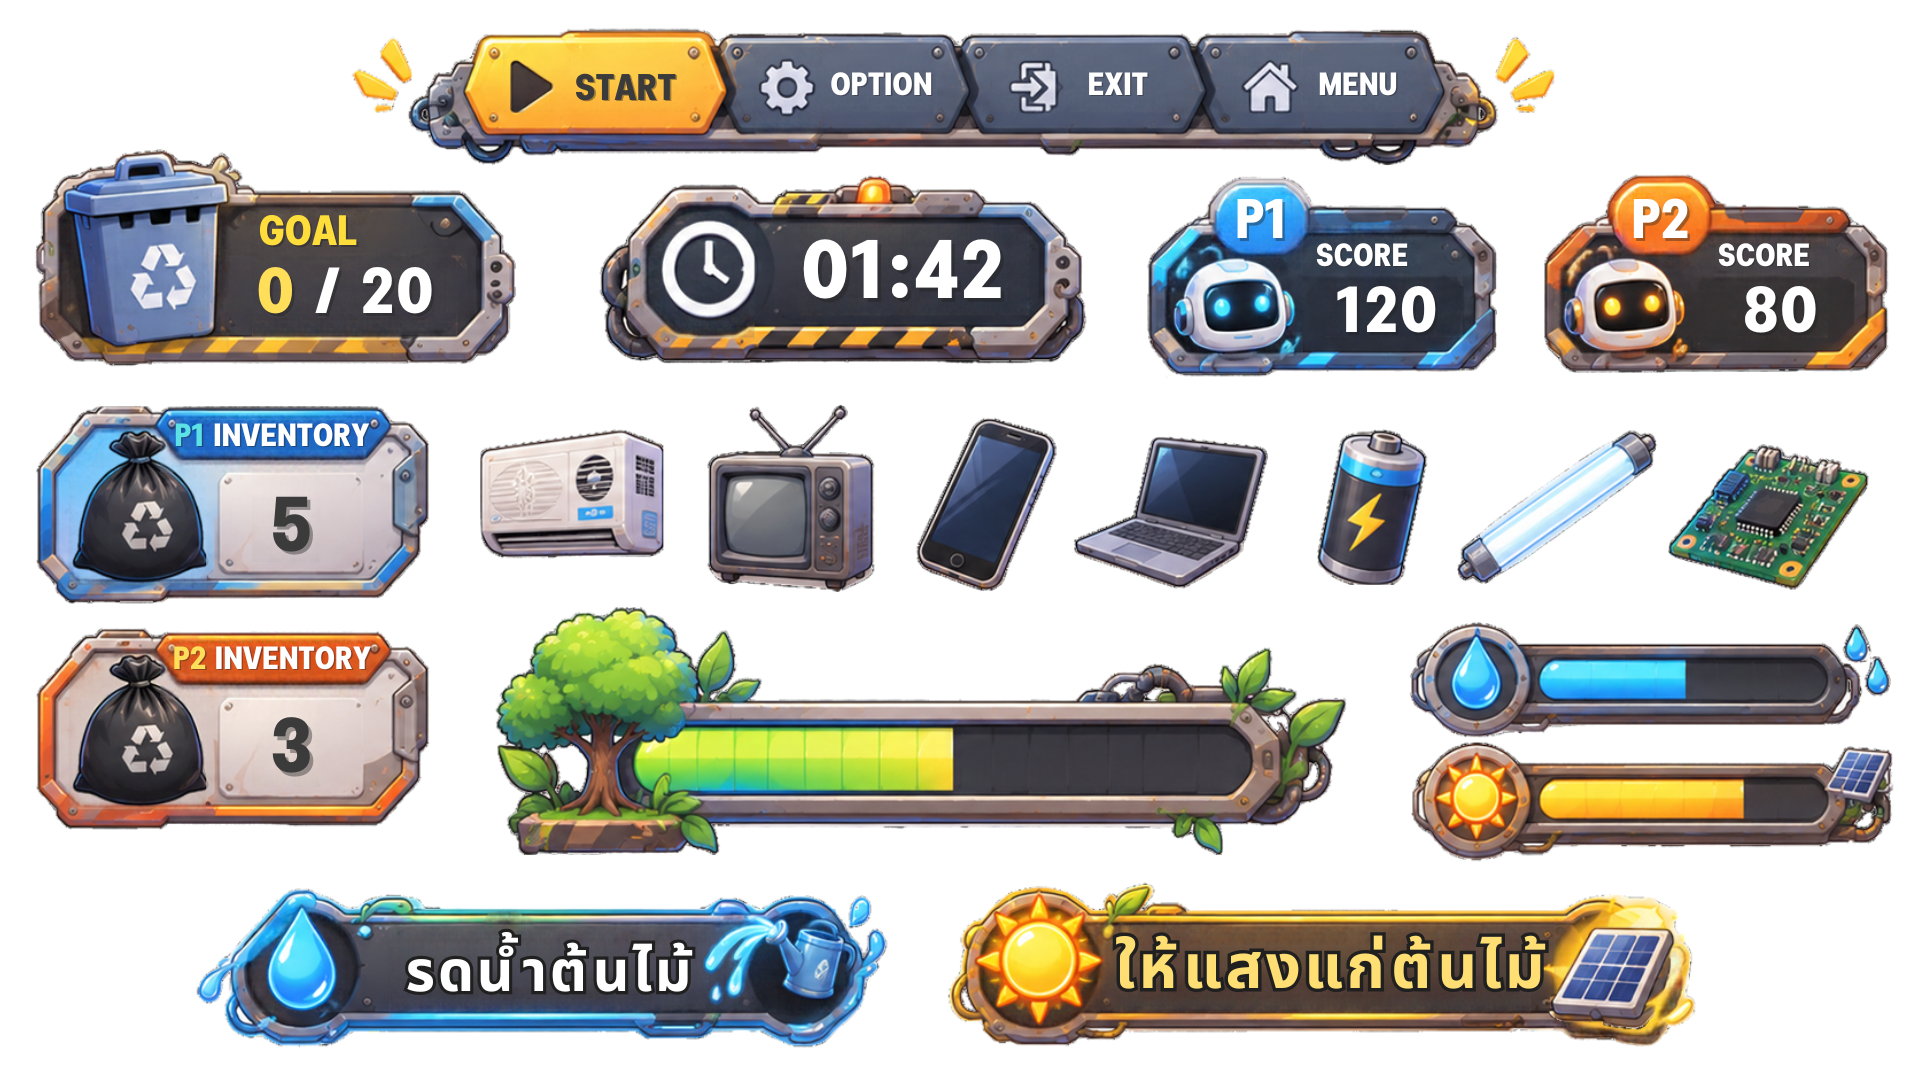 START
OPTION
EXIT
MENU
GOAL
0 / 20
01:42
P1
SCORE
120
P2
SCORE
80
P1 INVENTORY
5
P2 INVENTORY
3
รดน้ำต้นไม้
ให้แสงแก่ต้นไม้